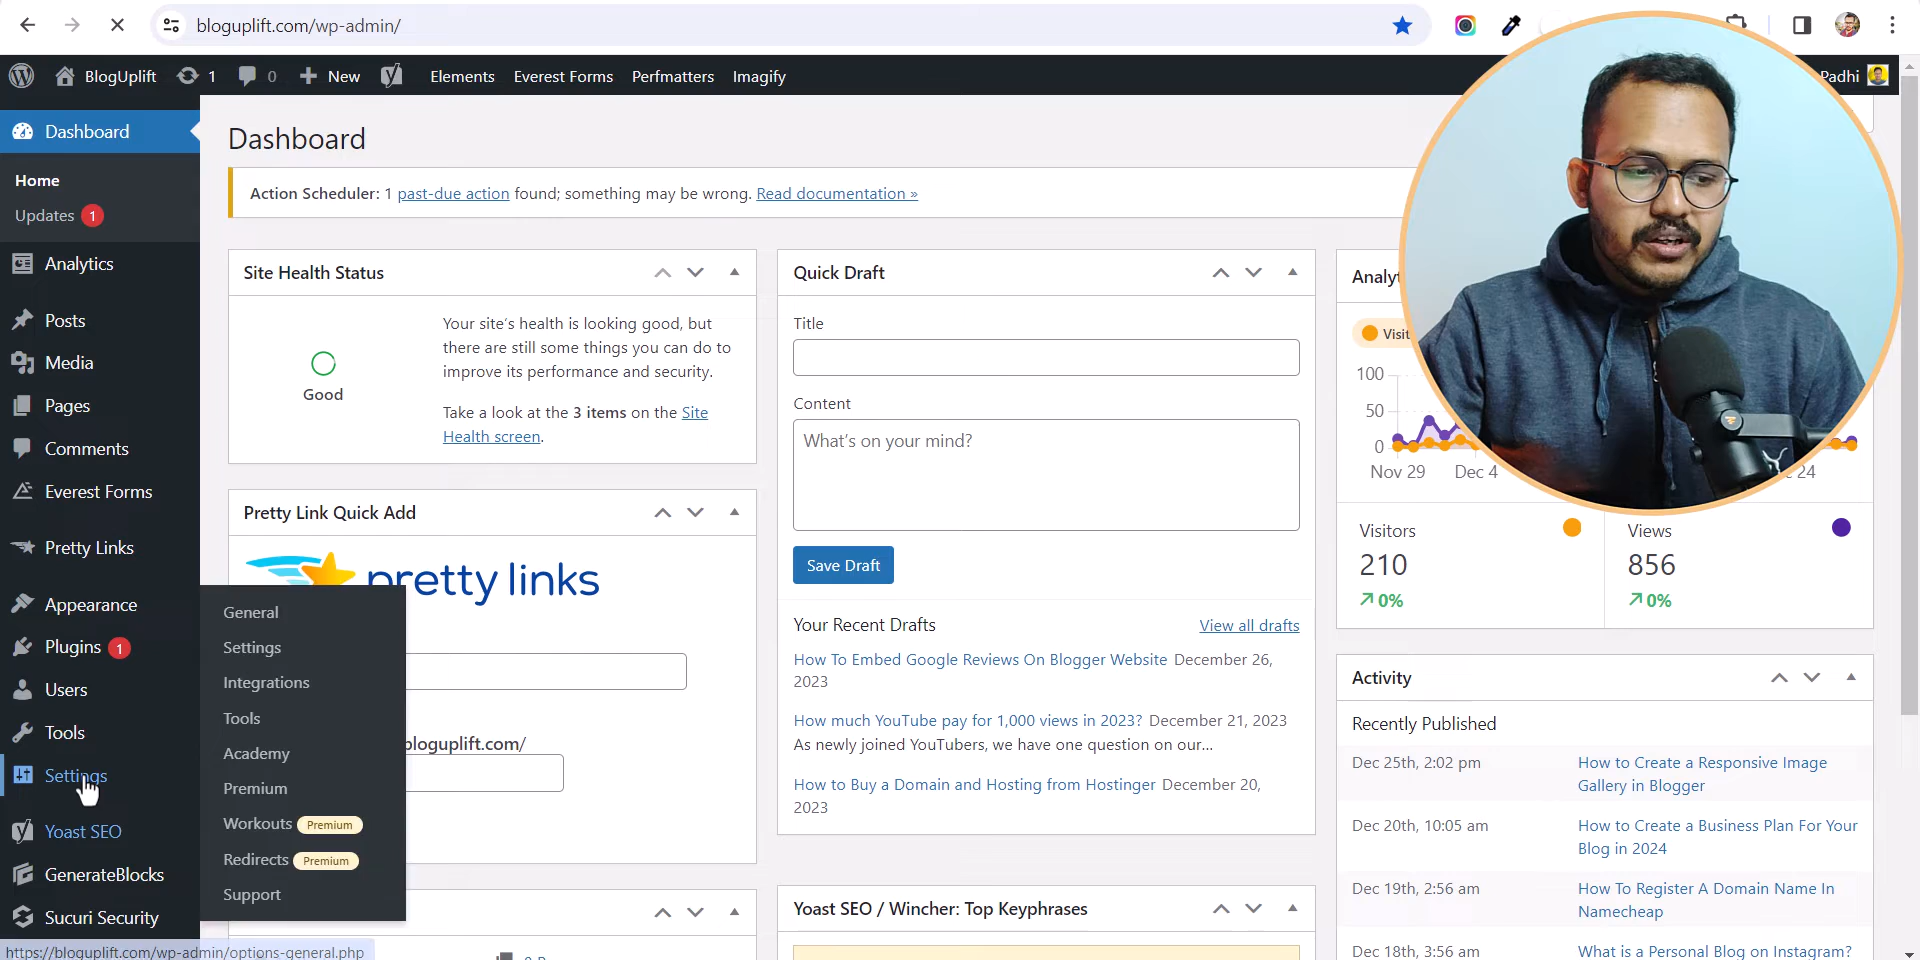 bloguplift.com/wp-admin/
BlogUplift
1
0
New
Elements
Everest Forms
Perfmatters
Imagify
Padhi
Dashboard
Home
Updates 1
Analytics
Posts
Media
Pages
Comments
Everest Forms
Pretty Links
Appearance
Plugins 1
Users
Tools
Settings
Yoast SEO
GenerateBlocks
Sucuri Security
https://bloguplift.com/wp-admin/options-general.php
General
Settings
Integrations
Tools
Academy
Premium
Workouts Premium
Redirects Premium
Support
Dashboard
Action Scheduler: 1 past-due action found; something may be wrong. Read documentation »
Site Health Status
Good
Your site's health is looking good, but
there are still some things you can do to
improve its performance and security.
Take a look at the 3 items on the Site
Health screen.
Pretty Link Quick Add
pretty links
bloguplift.com/
Quick Draft
Title
Content
What's on your mind?
Save Draft
Your Recent Drafts
View all drafts
How To Embed Google Reviews On Blogger Website December 26,
2023
How much YouTube pay for 1,000 views in 2023? December 21, 2023
As newly joined YouTubers, we have one question on our...
How to Buy a Domain and Hosting from Hostinger December 20,
2023
Yoast SEO / Wincher: Top Keyphrases
100
50
0
Nov 29
Dec 4
24
Visitors
210
0%
Views
856
0%
Activity
Recently Published
Dec 25th, 2:02 pm
How to Create a Responsive Image
Gallery in Blogger
Dec 20th, 10:05 am
How to Create a Business Plan For Your
Blog in 2024
Dec 19th, 2:56 am
How To Register A Domain Name In
Namecheap
Dec 18th, 3:56 am
What is a Personal Blog on Instagram?